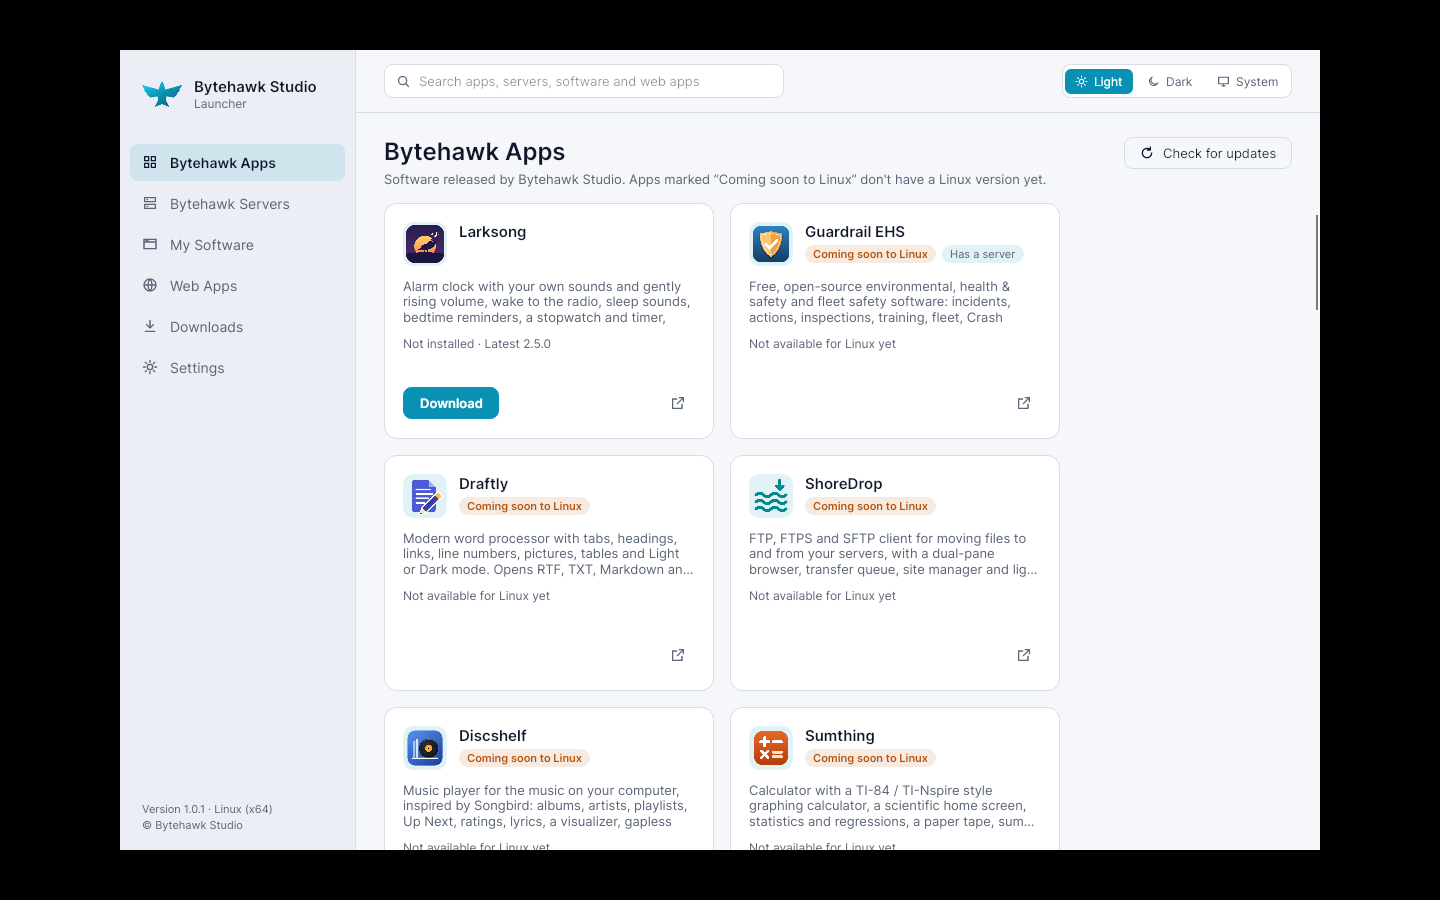 Bytehawk Studio
Launcher
Bytehawk Apps
Bytehawk Servers
My Software
Web Apps
Downloads
Settings
Version 1.0.1 · Linux (x64)
© Bytehawk Studio
Search apps, servers, software and web apps
Light
Dark
System
Bytehawk Apps
Software released by Bytehawk Studio. Apps marked “Coming soon to Linux” don't have a Linux version yet.
Check for updates
Larksong
Alarm clock with your own sounds and gently
rising volume, wake to the radio, sleep sounds,
bedtime reminders, a stopwatch and timer,
Not installed · Latest 2.5.0
Download
Guardrail EHS
Coming soon to Linux
Has a server
Free, open-source environmental, health &
safety and fleet safety software: incidents,
actions, inspections, training, fleet, Crash
Not available for Linux yet
Draftly
Coming soon to Linux
Modern word processor with tabs, headings,
links, line numbers, pictures, tables and Light
or Dark mode. Opens RTF, TXT, Markdown an...
Not available for Linux yet
ShoreDrop
Coming soon to Linux
FTP, FTPS and SFTP client for moving files to
and from your servers, with a dual-pane
browser, transfer queue, site manager and lig...
Not available for Linux yet
Discshelf
Coming soon to Linux
Music player for the music on your computer,
inspired by Songbird: albums, artists, playlists,
Up Next, ratings, lyrics, a visualizer, gapless
Not available for Linux yet
Sumthing
Coming soon to Linux
Calculator with a TI-84 / TI-Nspire style
graphing calculator, a scientific home screen,
statistics and regressions, a paper tape, sum...
Not available for Linux yet